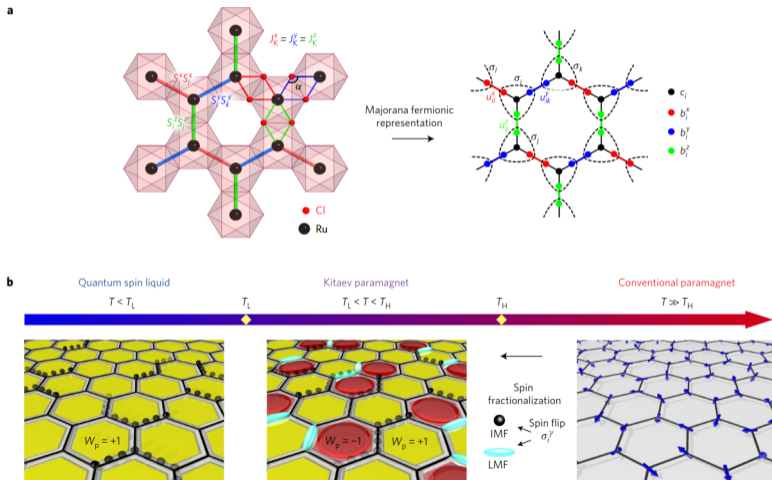 a
J_K^x = J_K^y = J_K^z
S_i^x S_l^x
S_i^y S_k^y
S_i^z S_j^z
α
Cl
Ru
Majorana fermionic
representation
σ_l
σ_i
σ_k
u_il^x
u_ik^y
σ_j
c_i
b_i^x
b_i^y
b_i^z
b
Quantum spin liquid
Kitaev paramagnet
Conventional paramagnet
T < T_L
T_L
T_L < T < T_H
T_H
T ≫ T_H
W_p = +1
W_p = −1
W_p = +1
Spin
fractionalization
Spin flip
IMF
σ_i^γ
LMF